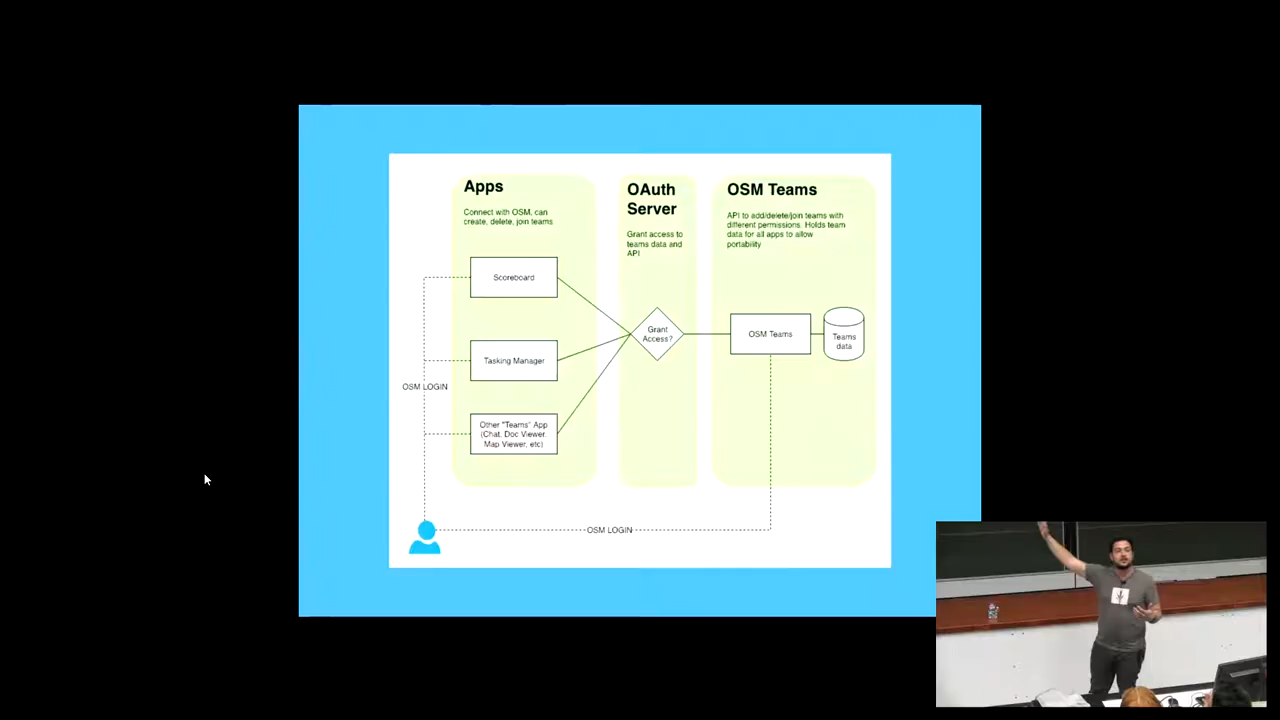 Apps
Connect with OSM, can
create, delete, join teams
OAuth
Server
Grant access to
teams data and
API
OSM Teams
API to add/delete/join teams with
different permissions. Holds team
data for all apps to allow
portability
Scoreboard
Grant
Access?
OSM Teams
Teams
data
Tasking Manager
OSM LOGIN
Other "Teams" App
(Chat, Doc Viewer,
Map Viewer, etc)
OSM LOGIN